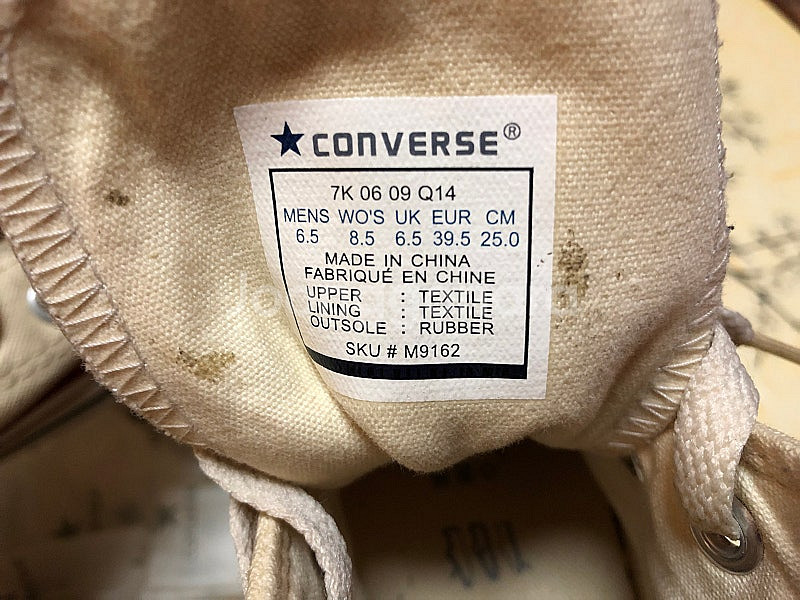 ★CONVERSE®
7K 06 09 Q14
MENS WO'S UK EUR CM
6.5 8.5 6.5 39.5 25.0
MADE IN CHINA
FABRIQUÉ EN CHINE
UPPER : TEXTILE
LINING : TEXTILE
OUTSOLE : RUBBER
SKU # M9162